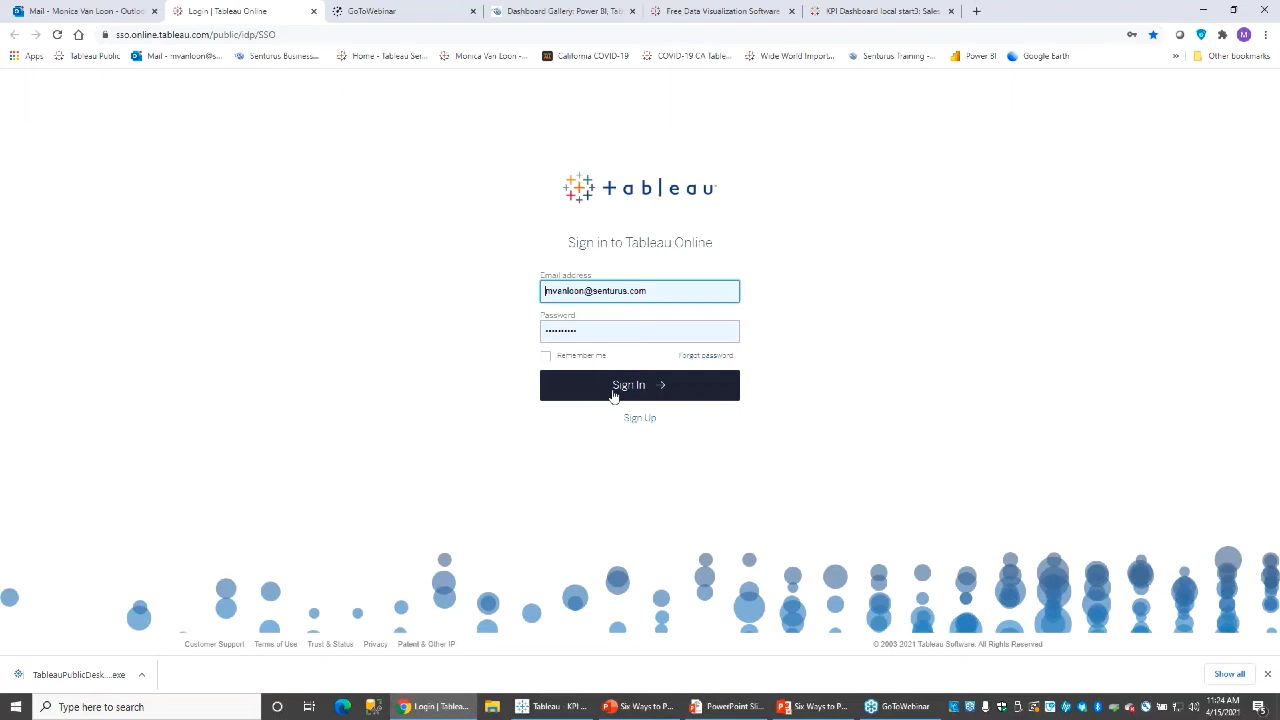 Mail - Monica Van Loon - Outloo
Login | Tableau Online
GoToWebinar
Dashboard Gallery: Power BI, Ta
Free Data Visualization Software
KPI Dashboard local start3: Sales
sso.online.tableau.com/public/idp/SSO
Apps
Tableau Public
Mail - mvanloon@s...
Senturus Business...
Home - Tableau Ser...
Monica Van Loon -...
California COVID-19
COVID-19 CA Table...
Wide World Import...
Senturus Training -...
Power BI
Google Earth
Other bookmarks
+ableau
Sign in to Tableau Online
Email address
mvanloon@senturus.com
Password
Remember me
Forgot password
Sign In
Sign Up
Customer Support
Terms of Use
Trust & Status
Privacy
Patent & Other IP
© 2003-2021 Tableau Software. All Rights Reserved
TableauPublicDesk....exe
Show all
Type here to search
Login | Tablea...
Tableau - KPI ...
Six Ways to P...
PowerPoint Sli...
Six Ways to P...
GoToWebinar
11:24 AM
4/15/2021